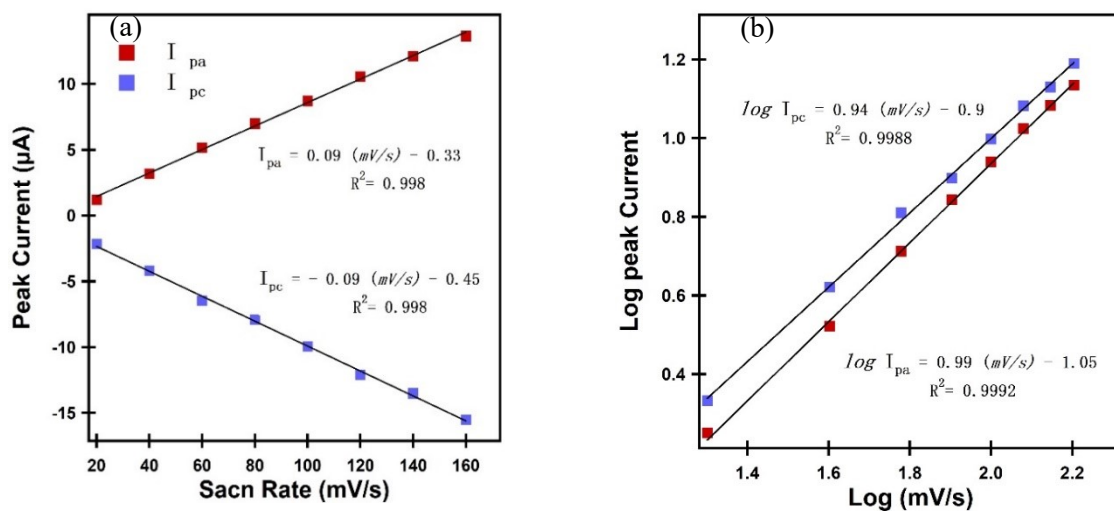 (a)
I pa
I pc
I pa = 0.09 (mV/s) - 0.33
R²= 0.998
I pc = - 0.09 (mV/s) - 0.45
R²= 0.998
Peak Current (µA)
10
5
0
-5
-10
-15
20 40 60 80 100 120 140 160
Sacn Rate (mV/s)
(b)
log I pc = 0.94 (mV/s) - 0.9
R²= 0.9988
log I pa = 0.99 (mV/s) - 1.05
R²= 0.9992
Log peak Current
1.2
1.0
0.8
0.6
0.4
1.4 1.6 1.8 2.0 2.2
Log (mV/s)